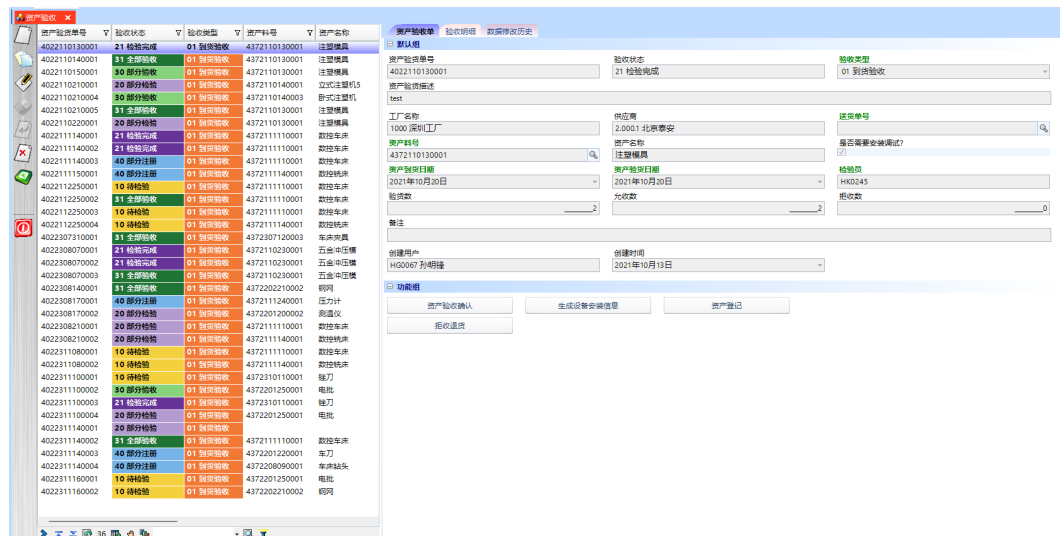 资产验收
资产验货单号 验收状态 验收类型 资产料号 资产名称
4022110130001 21 检验完成 01 到货验收 4372110130001 注塑模具
4022110140001 31 全部验收 01 到货验收 4372110130001 注塑模具
4022110150001 30 部分验收 01 到货验收 4372110130001 注塑模具
4022110210001 20 部分检验 01 到货验收 4372110140001 立式注塑机5
4022110210004 30 部分验收 01 到货验收 4372110140003 卧式注塑机
4022110210005 31 全部验收 01 到货验收 4372110130001 注塑模具
4022110220001 20 部分检验 01 到货验收 4372110130001 注塑模具
4022111140001 21 检验完成 01 到货验收 4372111110001 数控车床
4022111140002 21 检验完成 01 到货验收 4372111110001 数控车床
4022111140003 40 部分注册 01 到货验收 4372111110001 数控车床
4022111150001 40 部分注册 01 到货验收 4372111140001 数控铣床
4022112250001 10 待检验 01 到货验收 4372111110001 数控车床
4022112250002 31 全部验收 01 到货验收 4372111110001 数控车床
4022112250003 10 待检验 01 到货验收 4372111110001 数控车床
4022112250004 10 待检验 01 到货验收 4372111140001 数控铣床
4022307310001 31 全部验收 01 到货验收 4372307120003 车床夹具
4022308070001 21 检验完成 01 到货验收 4372110230001 五金冲压模
4022308070002 21 检验完成 01 到货验收 4372110230001 五金冲压模
4022308070003 31 全部验收 01 到货验收 4372110230001 五金冲压模
4022308140001 31 全部验收 01 到货验收 4372202210002 钢网
4022308170001 40 部分注册 01 到货验收 4372111240001 压力计
4022308170002 20 部分检验 01 到货验收 4372201200002 测温仪
4022308210001 20 部分检验 01 到货验收 4372111110001 数控车床
4022308210002 20 部分检验 01 到货验收 4372111140001 数控铣床
4022311080001 10 待检验 01 到货验收 4372111110001 数控车床
4022311080002 10 待检验 01 到货验收 4372111140001 数控铣床
4022311100001 10 待检验 01 到货验收 4372310110001 锉刀
4022311100002 30 部分验收 01 到货验收 4372201250001 电批
4022311100003 21 检验完成 01 到货验收 4372310110001 锉刀
4022311100004 20 部分检验 01 到货验收 4372201250001 电批
4022311140001 20 部分检验 01 到货验收
4022311140002 31 全部验收 01 到货验收 4372111110001 数控车床
4022311140003 40 部分注册 01 到货验收 4372201220001 车刀
4022311140004 40 部分注册 01 到货验收 4372208090001 车床钻头
4022311160001 10 待检验 01 到货验收 4372201250001 电批
4022311160002 10 待检验 01 到货验收 4372202210002 钢网
36
资产验收单 验收明细 数据修改历史
默认组
资产验货单号 验收状态 验收类型
4022110130001 21 检验完成 01 到货验收
资产验货描述
test
工厂名称 供应商 送货单号
1000 深圳工厂 2.000.1 北京泰安
资产料号 资产名称 是否需要安装调试?
4372110130001 注塑模具
资产到货日期 资产验货日期 检验员
2021年10月20日 2021年10月20日 HK0245
验货数 允收数 拒收数
2 2 0
备注
创建用户 创建时间
HG0067 孙明锋 2021年10月13日
功能组
资产验收确认 生成设备安装信息 资产登记
拒收退货